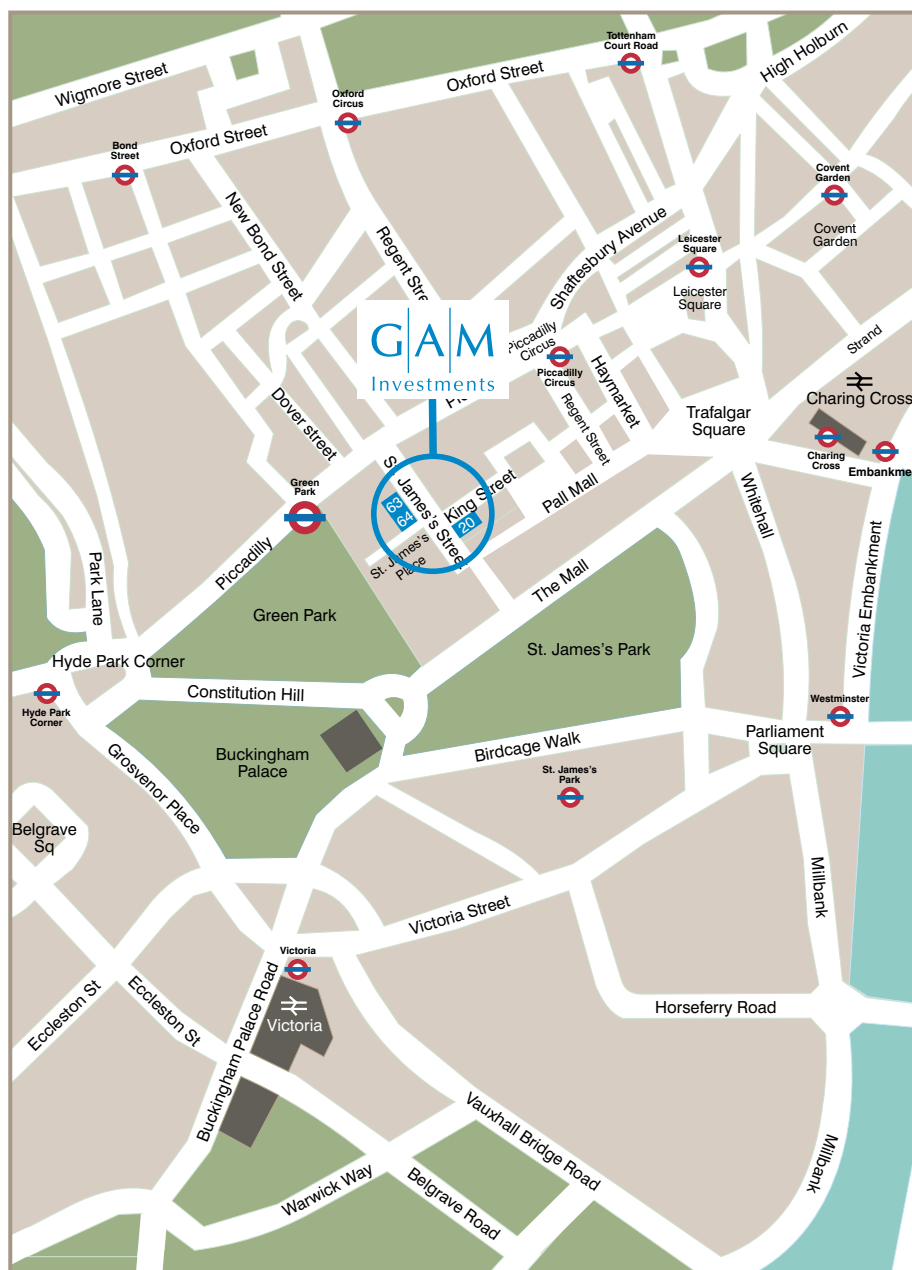 Tottenham
Court Road
High Holburn
Wigmore Street
Oxford Street
Oxford
Circus
Oxford Street
Bond
Street
Covent
Garden
Covent
Garden
New Bond Street
Regent Stre
Shaftesbury Avenue
Leicester
Square
Leicester
Square
G|A|M
Investments
Piccadilly
Circus
Piccadilly
Circus
Strand
Charing Cross
Haymarket
Regent Street
Trafalgar
Square
Charing
Cross
Embankmen
Dover street
Pi
St. James's Street
King Street
Pall Mall
Green
Park
63
64
20
St. James's
Place
Whitehall
Piccadilly
Park Lane
The Mall
Victoria Embankment
Green Park
St. James's Park
Hyde Park Corner
Hyde Park
Corner
Constitution Hill
Westminster
Parliament
Square
Birdcage Walk
Buckingham
Palace
St. James's
Park
Grosvenor Place
Belgrave
Sq
Millbank
Victoria Street
Victoria
Victoria
Eccleston St
Eccleston St
Buckingham Palace Road
Horseferry Road
Vauxhall Bridge Road
Warwick Way
Belgrave Road
Millbank